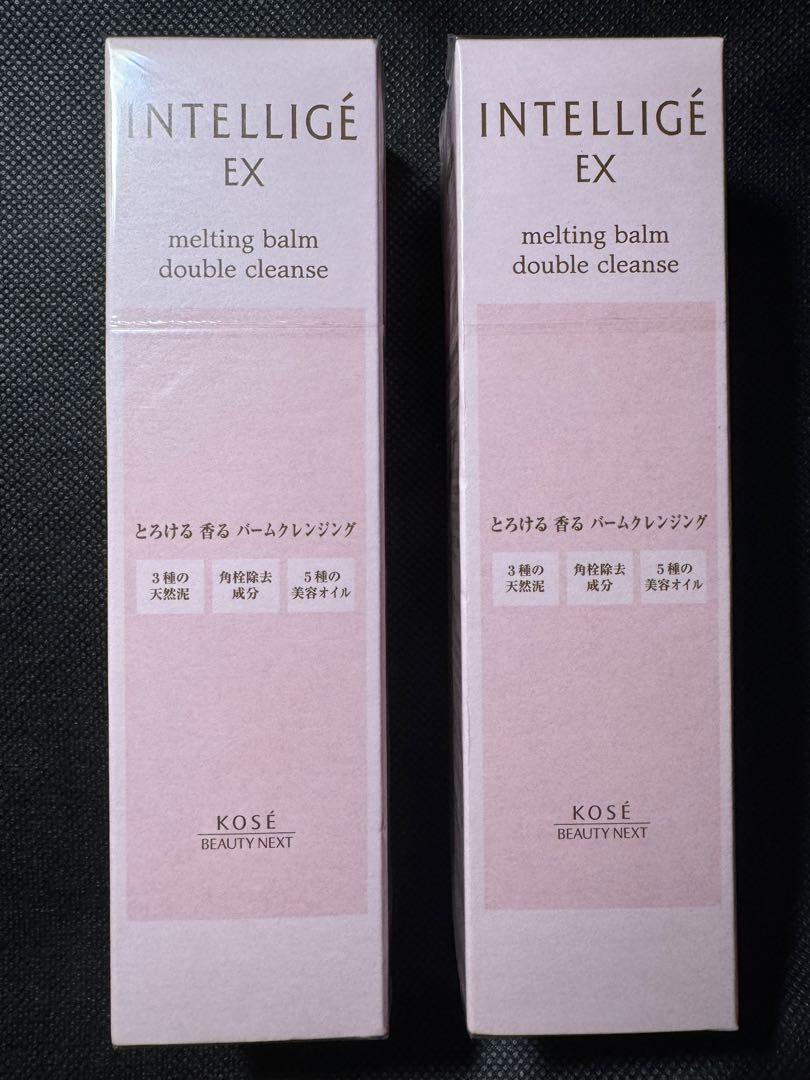 INTELLIGÉ
EX
melting balm
double cleanse
とろける 香る バームクレンジング
3種の
天然泥
角栓除去
成分
5種の
美容オイル
KOSÉ
BEAUTY NEXT
INTELLIGÉ
EX
melting balm
double cleanse
とろける 香る バームクレンジング
3種の
天然泥
角栓除去
成分
5種の
美容オイル
KOSÉ
BEAUTY NEXT